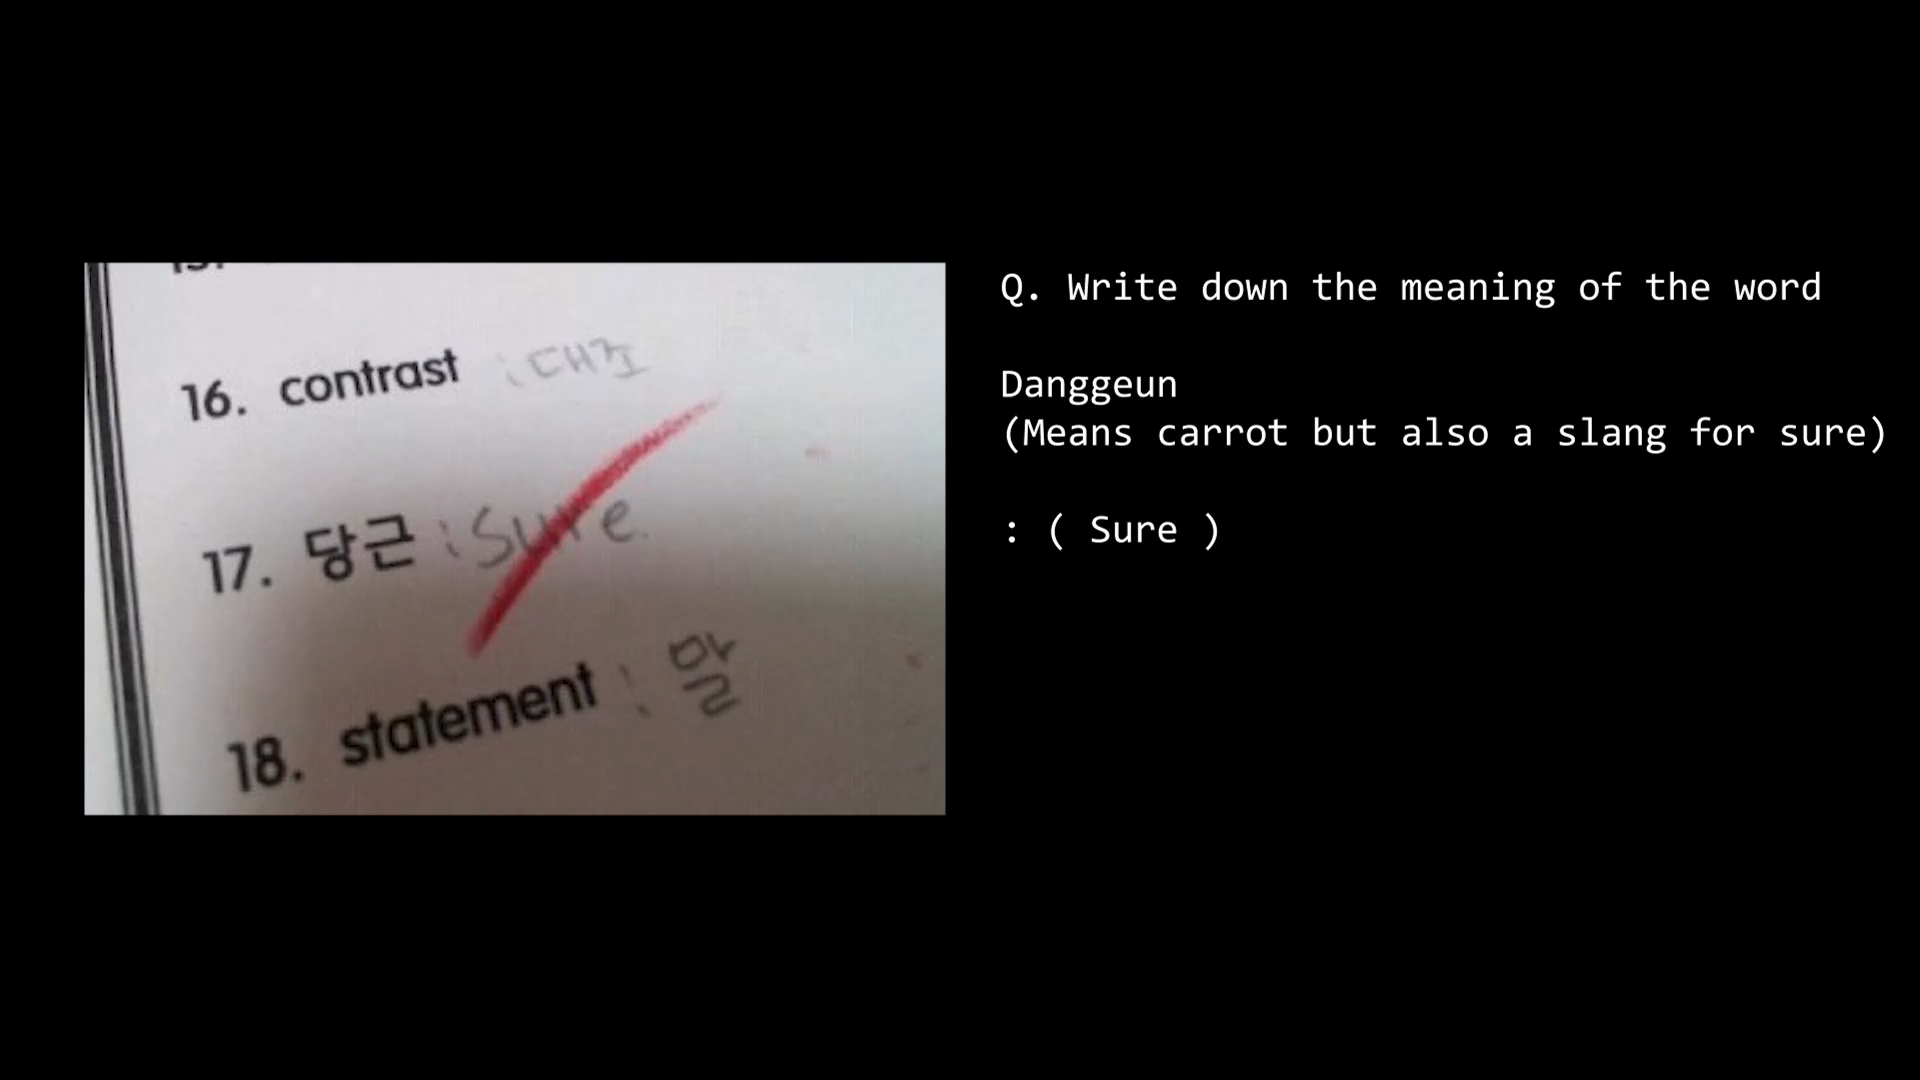 16. contrast : 대조
17. 당근 : Sure.
18. statement : 말
Q. Write down the meaning of the word
Danggeun
(Means carrot but also a slang for sure)
: ( Sure )